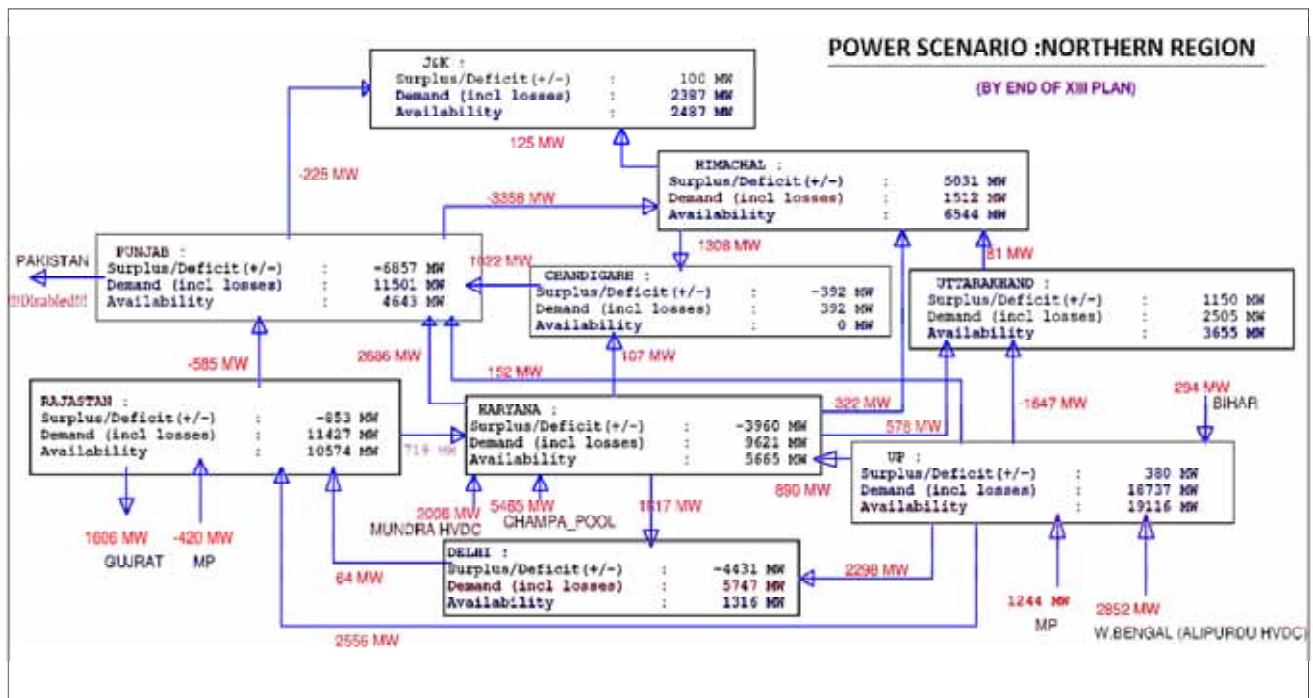 POWER SCENARIO :NORTHERN REGION
(BY END OF XIII PLAN)
J&K :
Surplus/Deficit(+/-) : 100 MW
Demand (incl losses) : 2387 MW
Availability : 2487 MW
125 MW
-225 MW
HIMACHAL :
Surplus/Deficit(+/-) : 5031 MW
Demand (incl losses) : 1512 MW
Availability : 6544 MW
-3358 MW
1308 MW
81 MW
PUNJAB :
Surplus/Deficit(+/-) : -6857 MW
Demand (incl losses) : 11501 MW
Availability : 4643 MW
PAKISTAN
!!!Disabled!!!
1022 MW
CHANDIGARH :
Surplus/Deficit(+/-) : -392 MW
Demand (incl losses) : 392 MW
Availability : 0 MW
UTTARAKHAND :
Surplus/Deficit(+/-) : 1150 MW
Demand (incl losses) : 2505 MW
Availability : 3655 MW
-585 MW
2686 MW
152 MW
107 MW
-322 MW
578 MW
-1647 MW
294 MW
BIHAR
RAJASTAN :
Surplus/Deficit(+/-) : -853 MW
Demand (incl losses) : 11427 MW
Availability : 10574 MW
719 MW
HARYANA :
Surplus/Deficit(+/-) : -3960 MW
Demand (incl losses) : 9621 MW
Availability : 5665 MW
890 MW
UP :
Surplus/Deficit(+/-) : 380 MW
Demand (incl losses) : 18737 MW
Availability : 19116 MW
1606 MW
GUJRAT
-420 MW
MP
MUNDRA HVDC
5465 MW
CHAMPA_POOL
1617 MW
64 MW
DELHI :
Surplus/Deficit(+/-) : -4431 MW
Demand (incl losses) : 5747 MW
Availability : 1316 MW
2298 MW
1244 MW
MP
2852 MW
W.BENGAL (ALIPURDU HVDC)
2556 MW